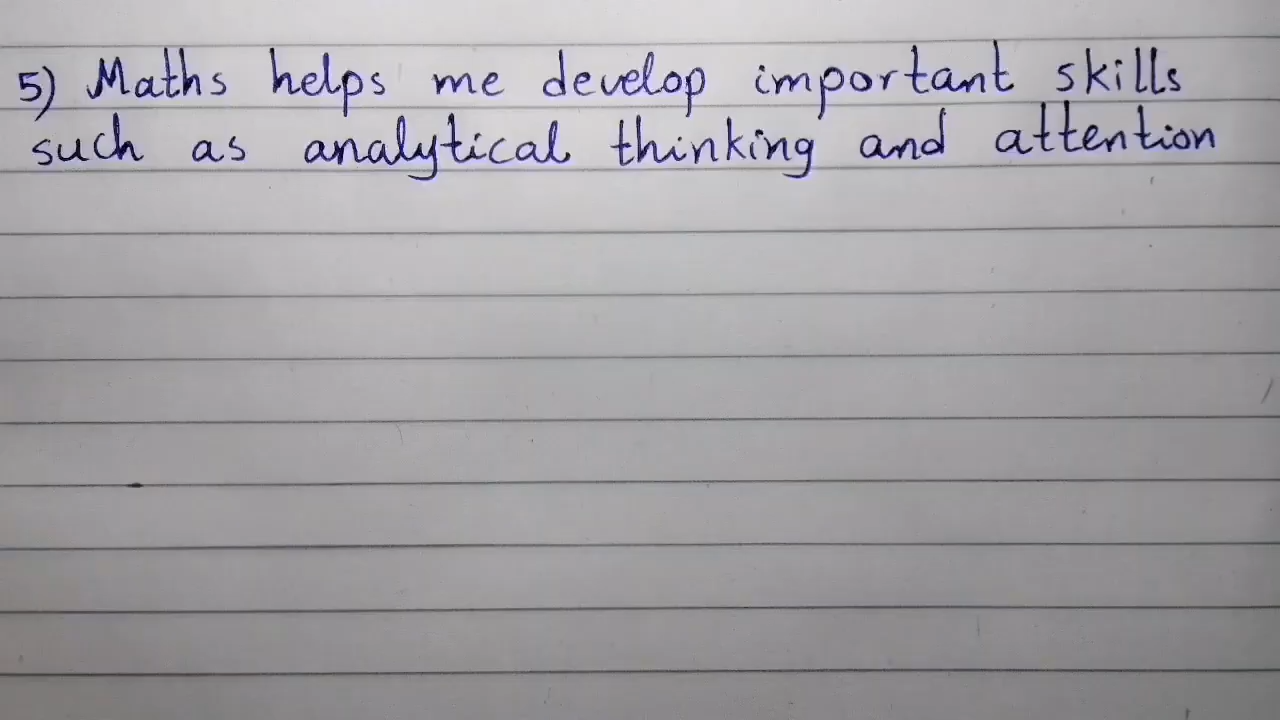 5) Maths helps me develop important skills
such as analytical thinking and attention